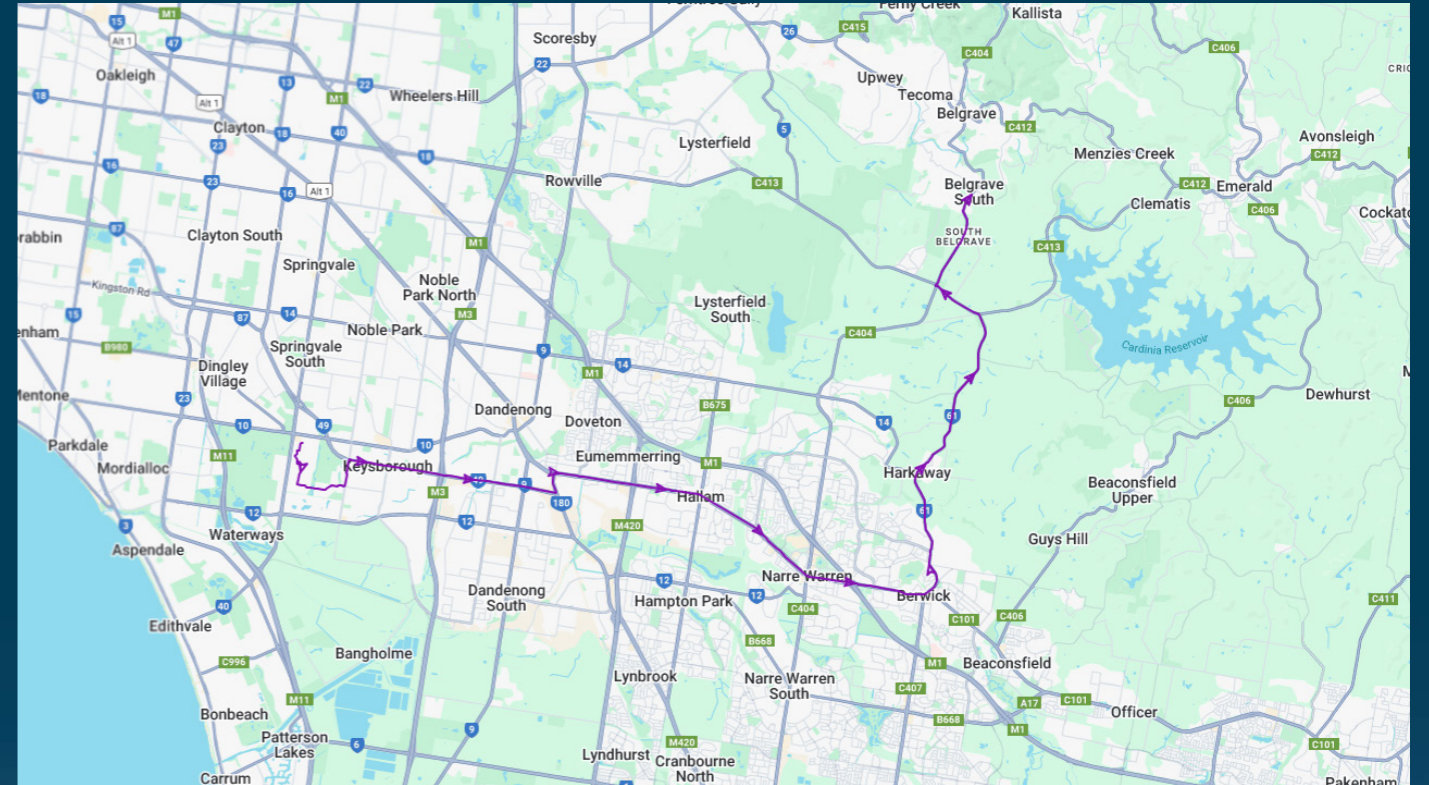 Ferny Creek
Kallista
M1
15
Alt 1
47
26
C415
Scoresby
C404
C406
22
Oakleigh
13
22
M1
Wheelers Hill
Upwey
Tecoma
18
Alt 1
Belgrave
Clayton
18
40
23
5
C412
Avonsleigh
Lysterfield
18
Menzies Creek
C412
16
23
16
Alt 1
Rowville
C413
Belgrave
South
C412
Emerald
Clematis
C406
Cockato
87
rabbin
Clayton South
M1
SOUTH
BELGRAVE
C413
Springvale
Noble
Park North
Kingston Rd
Lysterfield
South
15
87
14
M3
Noble Park
C404
Cardinia Reservoir
enham
B980
Springvale
South
9
14
Dingley
Village
M1
Mentone
23
Dandenong
B675
Dewhurst
C406
10
49
Doveton
14
61
Parkdale
M11
10
Eumemmerring
M1
Mordialloc
Keysborough
Harkaway
9
M3
Hallam
Beaconsfield
Upper
180
12
12
M420
61
3
Waterways
Guys Hill
Aspendale
Narre Warren
12
Dandenong
South
Hampton Park
12
Berwick
C404
C411
40
C101
C406
Edithvale
B668
Bangholme
C996
M1
Beaconsfield
Lynbrook
Narre Warren
South
C407
M11
A17
C101
Bonbeach
Officer
B668
9
M1
Patterson
Lakes
6
M420
C101
Lyndhurst
Cranbourne
North
Carrum
Pakenham